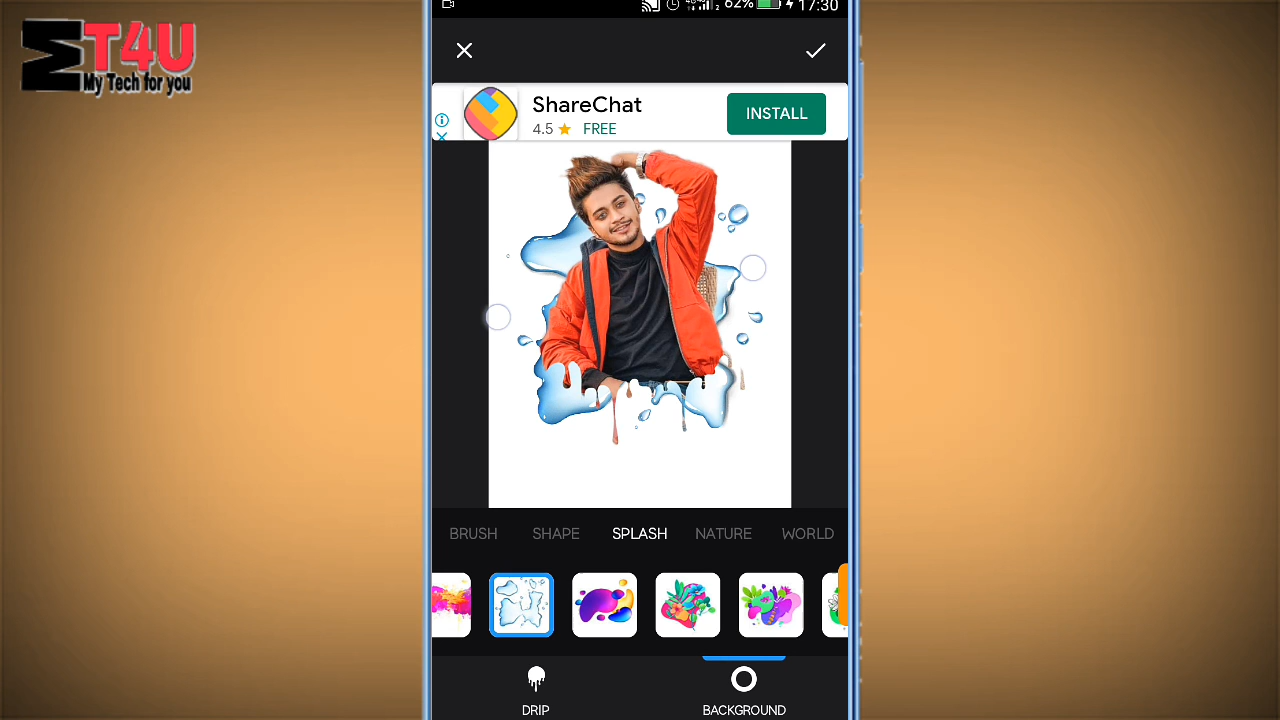 T4U
My Tech for you
62% 17:30
ShareChat
4.5 FREE
INSTALL
BRUSH SHAPE SPLASH NATURE WORLD
DRIP BACKGROUND